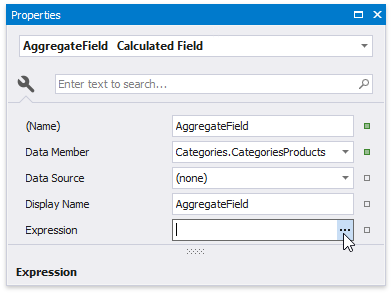 Properties
AggregateField Calculated Field
Enter text to search...
(Name) AggregateField
Data Member Categories.CategoriesProducts
Data Source (none)
Display Name AggregateField
Expression ...
Expression